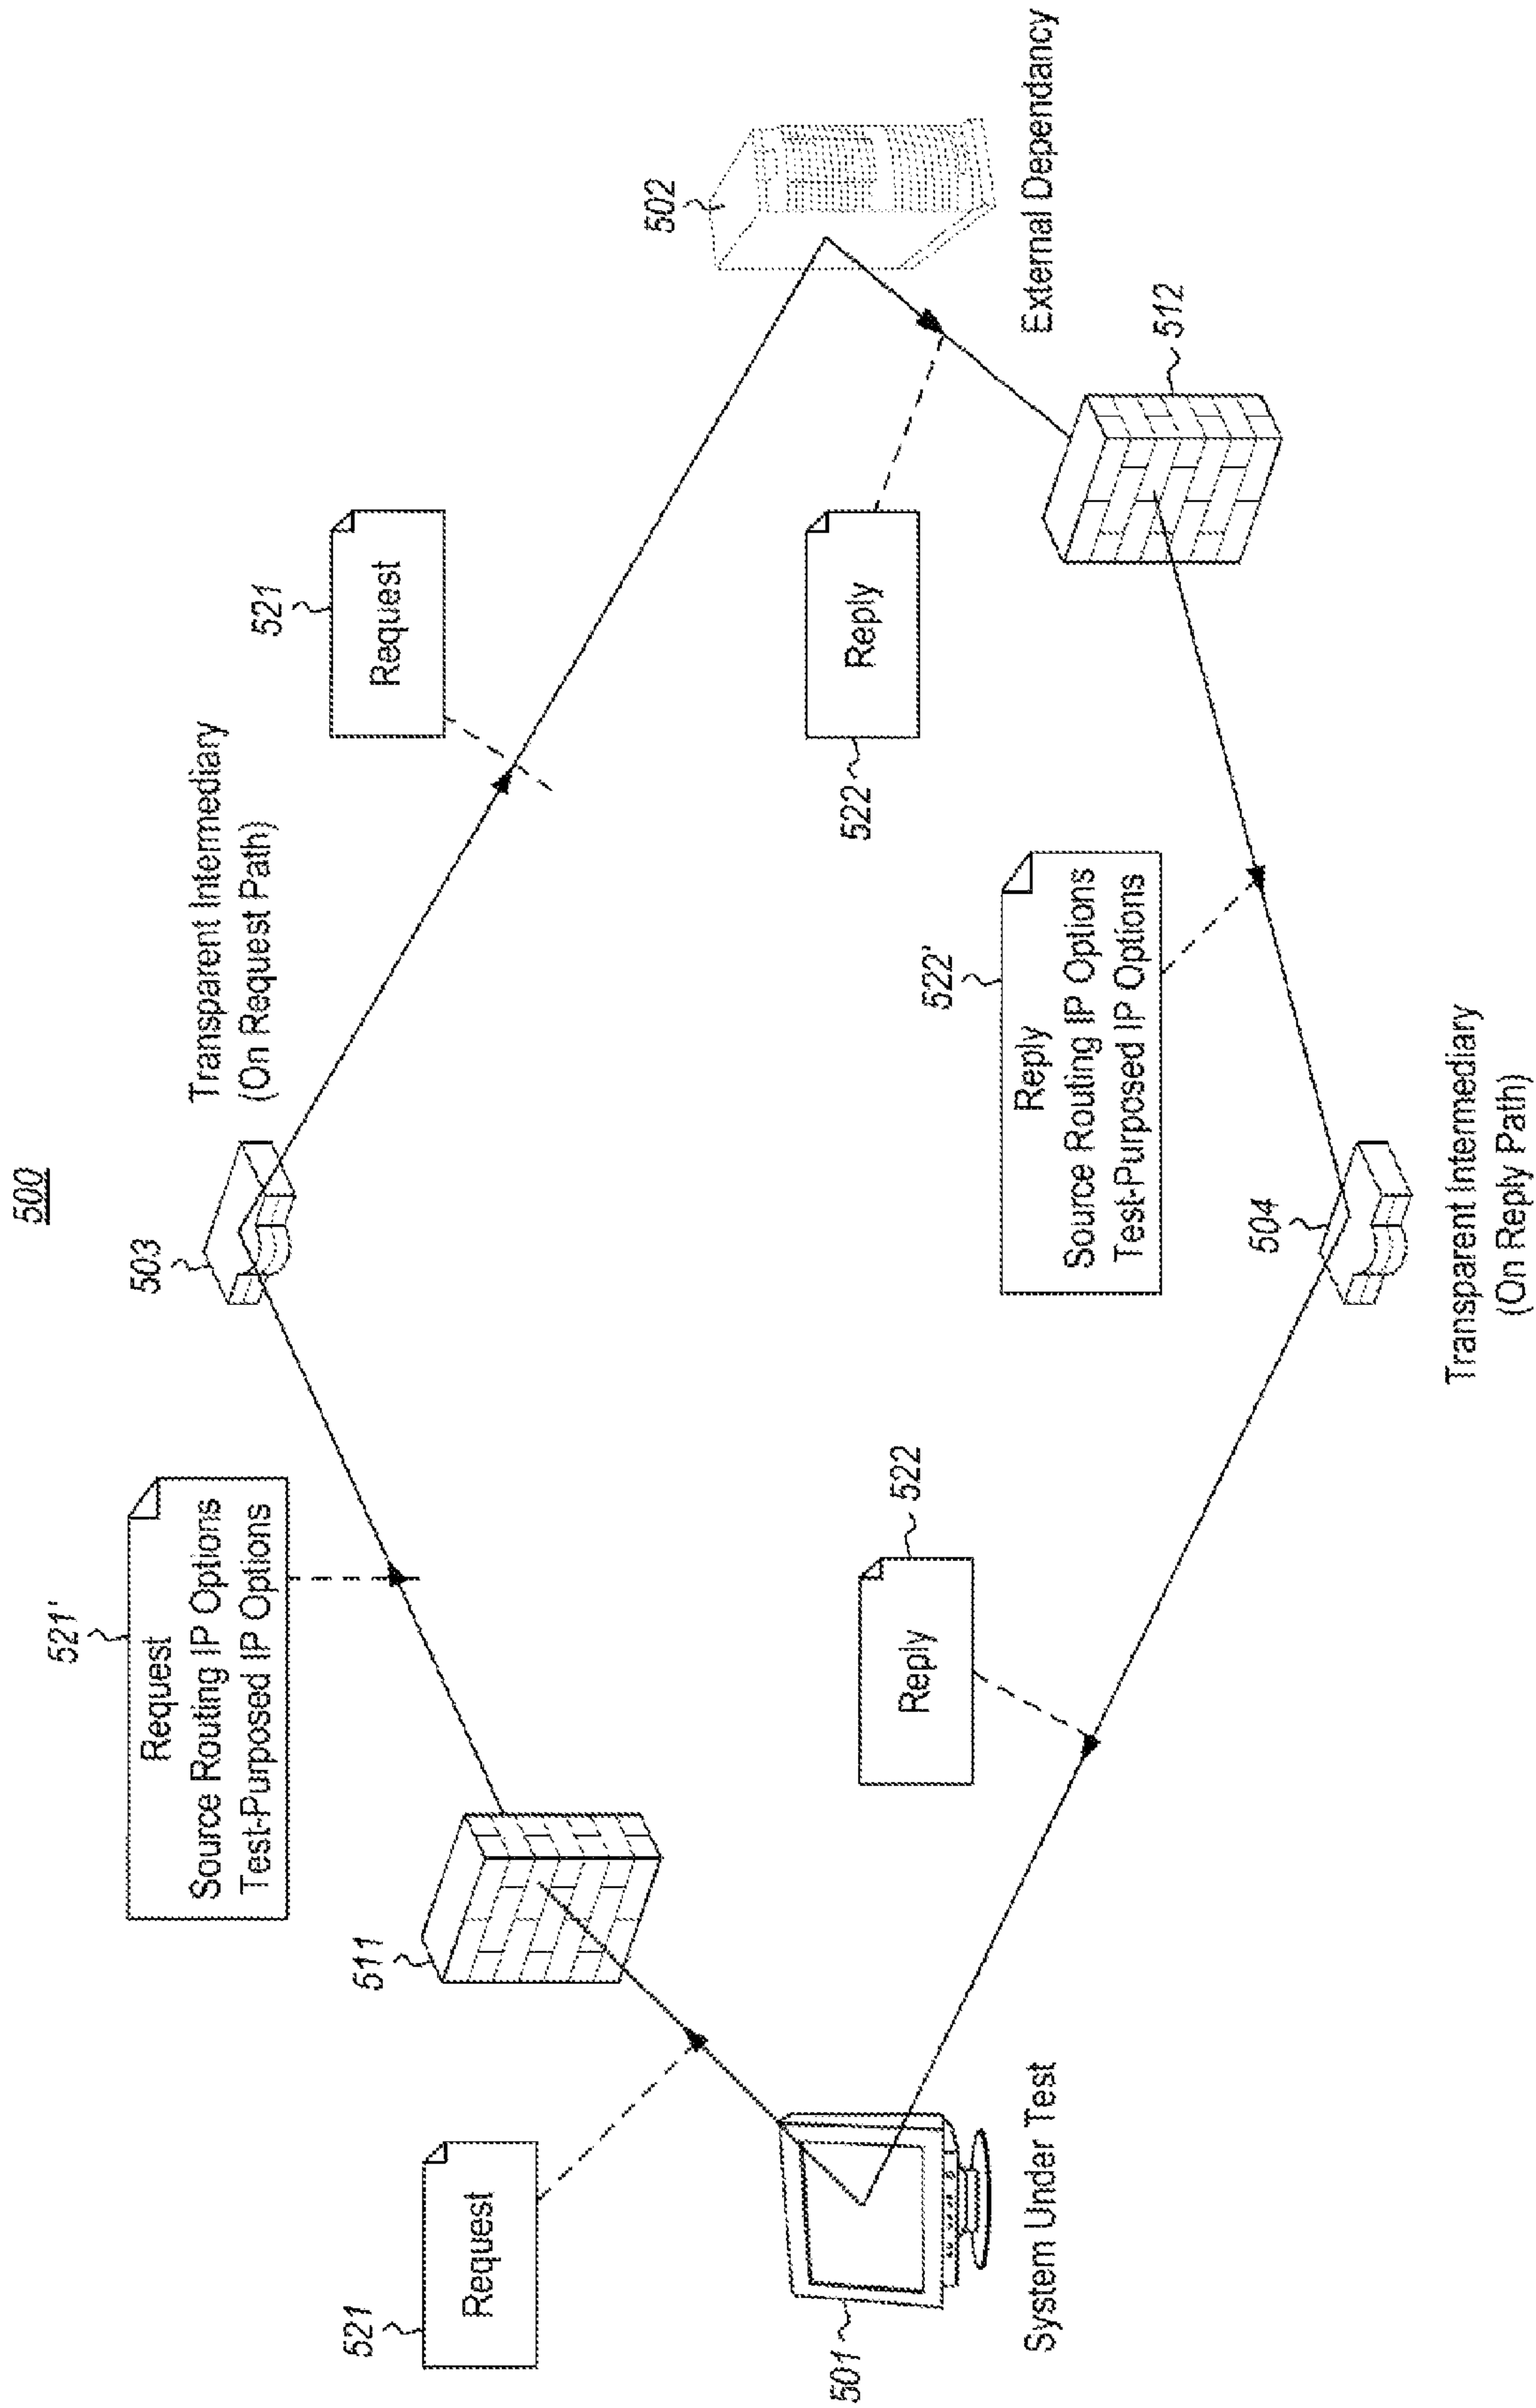 500
521'
Request
Source Routing IP Options
Test-Purposed IP Options
503
Transparent Intermediary
(On Request Path)
521
Request
511
521
Request
502
522
Reply
External Dependancy
512
501
System Under Test
522
Reply
522'
Reply
Source Routing IP Options
Test-Purposed IP Options
504
Transparent Intermediary
(On Reply Path)